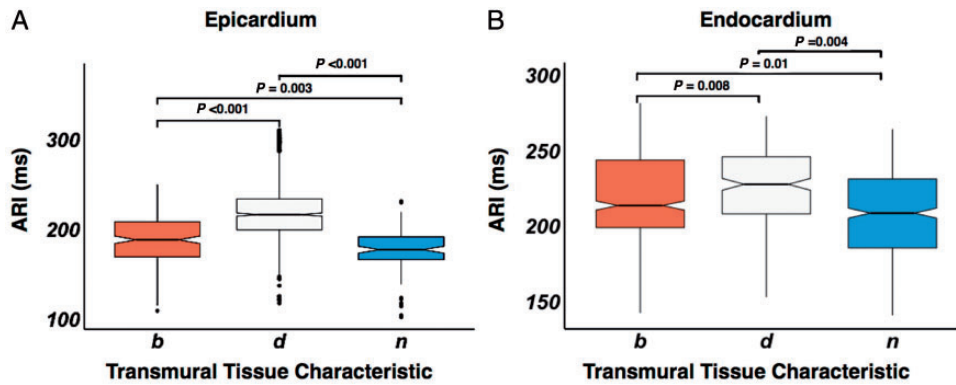 A
Epicardium
P <0.001
P = 0.003
P <0.001
ARI (ms)
300
200
100
b d n
Transmural Tissue Characteristic
B
Endocardium
P =0.004
P = 0.01
P = 0.008
ARI (ms)
300
250
200
150
b d n
Transmural Tissue Characteristic